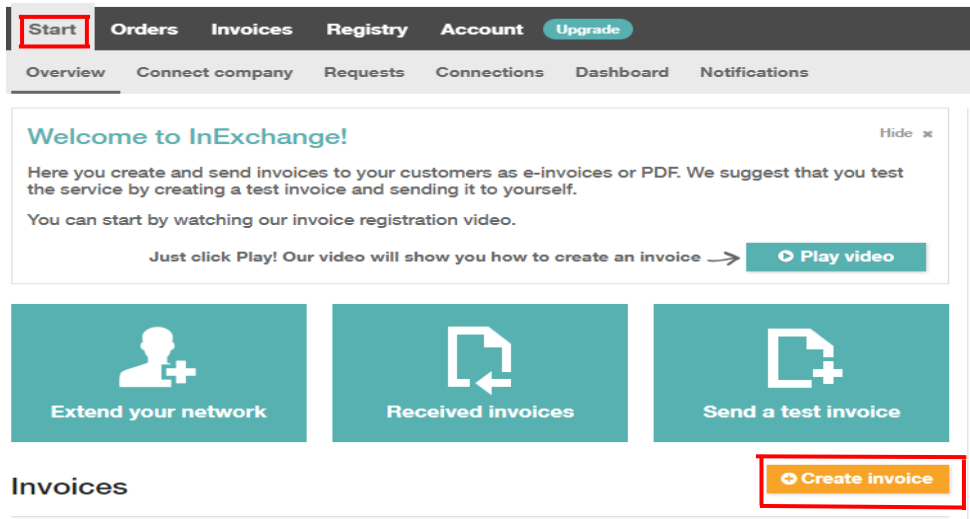 Start Orders Invoices Registry Account Upgrade
Overview Connect company Requests Connections Dashboard Notifications
Welcome to InExchange!
Hide ×
Here you create and send invoices to your customers as e-invoices or PDF. We suggest that you test
the service by creating a test invoice and sending it to yourself.
You can start by watching our invoice registration video.
Just click Play! Our video will show you how to create an invoice
Play video
Extend your network
Received invoices
Send a test invoice
Invoices
Create invoice